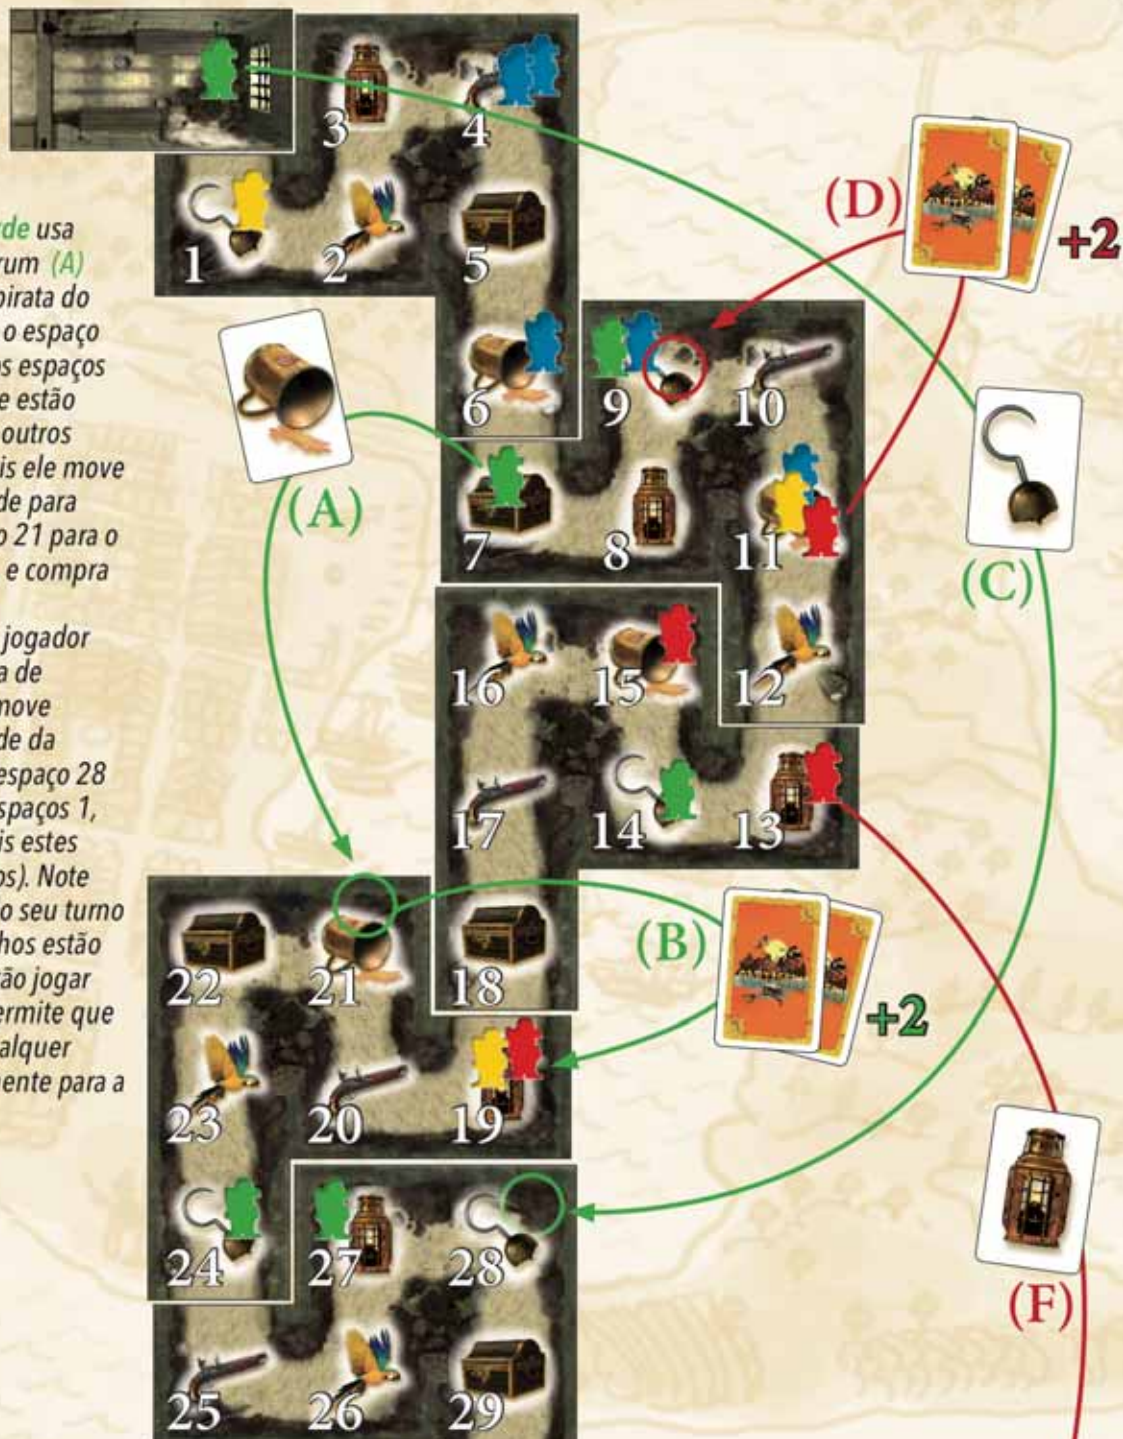 rde usa
rum (A)
pirata do
o espaço
os espaços
e estão
outros
is ele move
de para
o 21 para o
e compra
jogador
a de
move
de da
espaço 28
spaços 1,
is estes
os). Note
o seu turno
hos estão
ão jogar
ermite que
alquer
nente para a
3
4
1
2
5
6
9
10
7
8
11
16
15
12
17
14
13
22
21
18
23
20
19
24
27
28
25
26
29
(A)
(D)
+2
(C)
(B)
+2
(F)